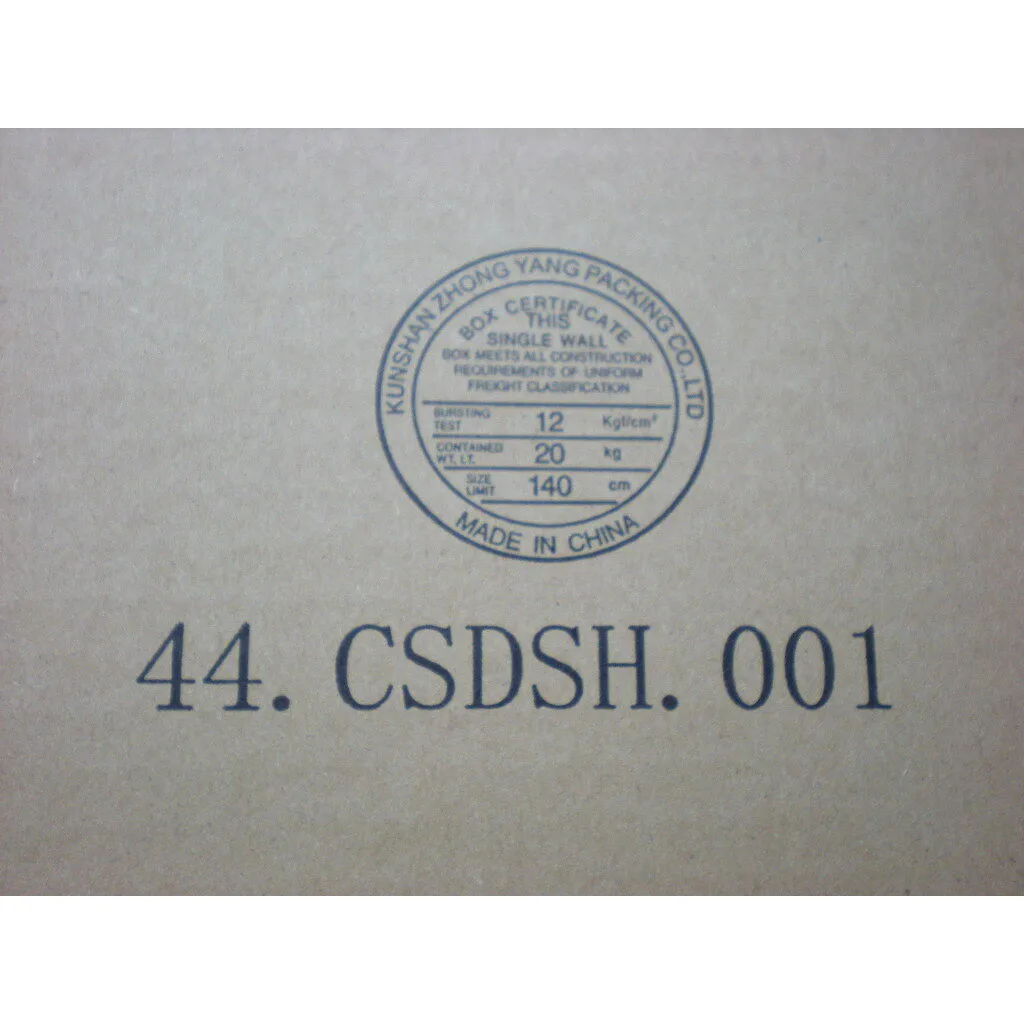 KUNSHAN ZHONG YANG PACKING CO.,LTD
BOX CERTIFICATE
THIS
SINGLE WALL
BOX MEETS ALL CONSTRUCTION
REQUIREMENTS OF UNIFORM
FREIGHT CLASSIFICATION
BURSTING TEST 12 Kgf/cm²
CONTAINED WT. LT. 20 kg
SIZE LIMIT 140 cm
MADE IN CHINA
44. CSDSH. 001